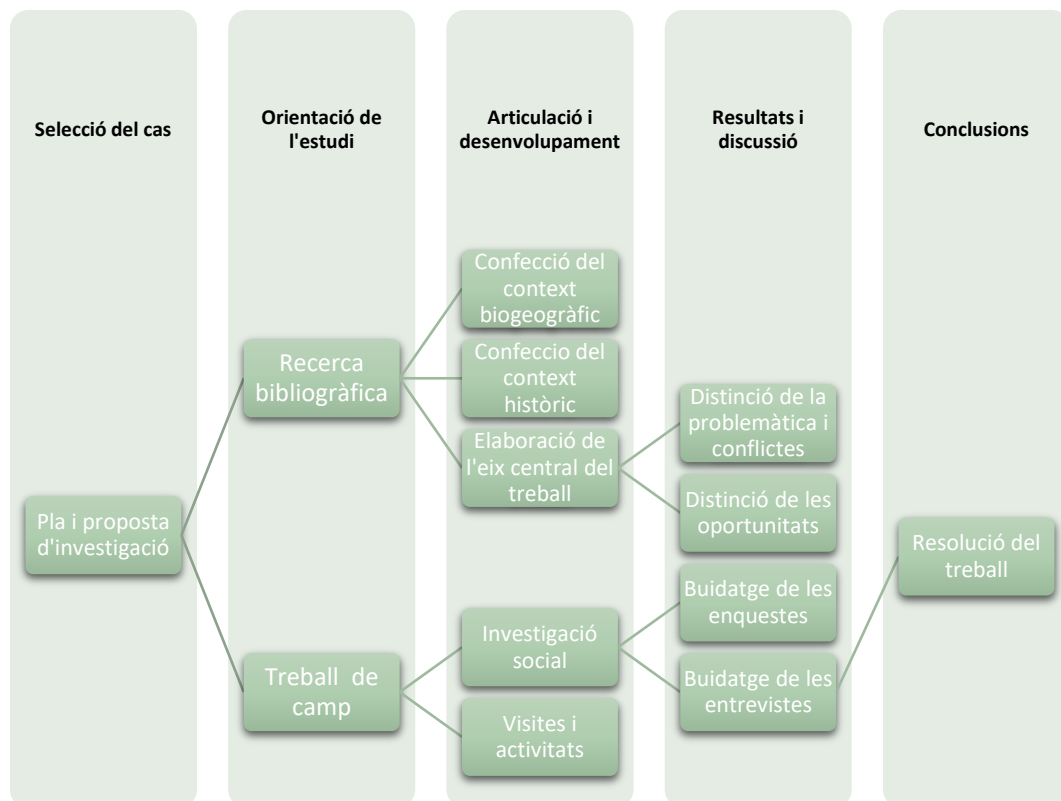 Selecció del cas
Orientació de
l'estudi
Articulació i
desenvolupament
Resultats i
discussió
Conclusions
Pla i proposta
d'investigació
Recerca
bibliogràfica
Treball de
camp
Confecció del
context
biogeogràfic
Confeccio del
context
històric
Elaboració de
l'eix central del
treball
Investigació
social
Visites i
activitats
Distinció de la
problemàtica i
conflictes
Distinció de les
oportunitats
Buidatge de les
enquestes
Buidatge de les
entrevistes
Resolució del
treball